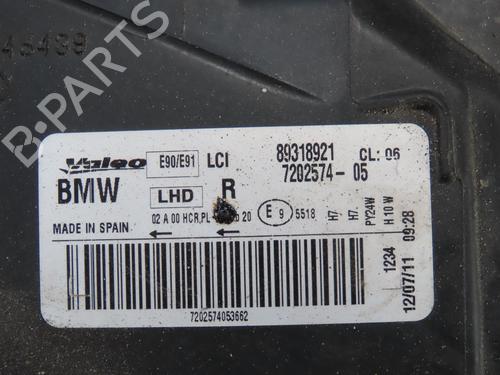 B-PARTS
Valeo E90/E91 LCI 89318921 CL: 06
BMW LHD R 7202574-05
02 A 00 HCR,PL 20 E 9 5518 H7 H7 PY24W H 10 W
MADE IN SPAIN
1234
12/07/11 09:28
7202574053662